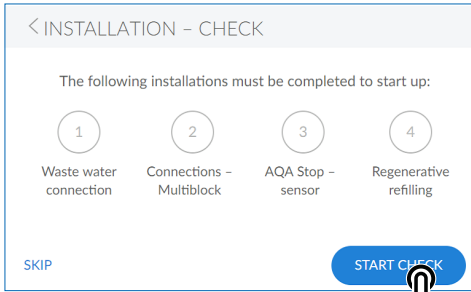 INSTALLATION – CHECK
The following installations must be completed to start up:
1 2 3 4
Waste water Connections – AQA Stop – Regenerative
connection Multiblock sensor refilling
SKIP START CHECK